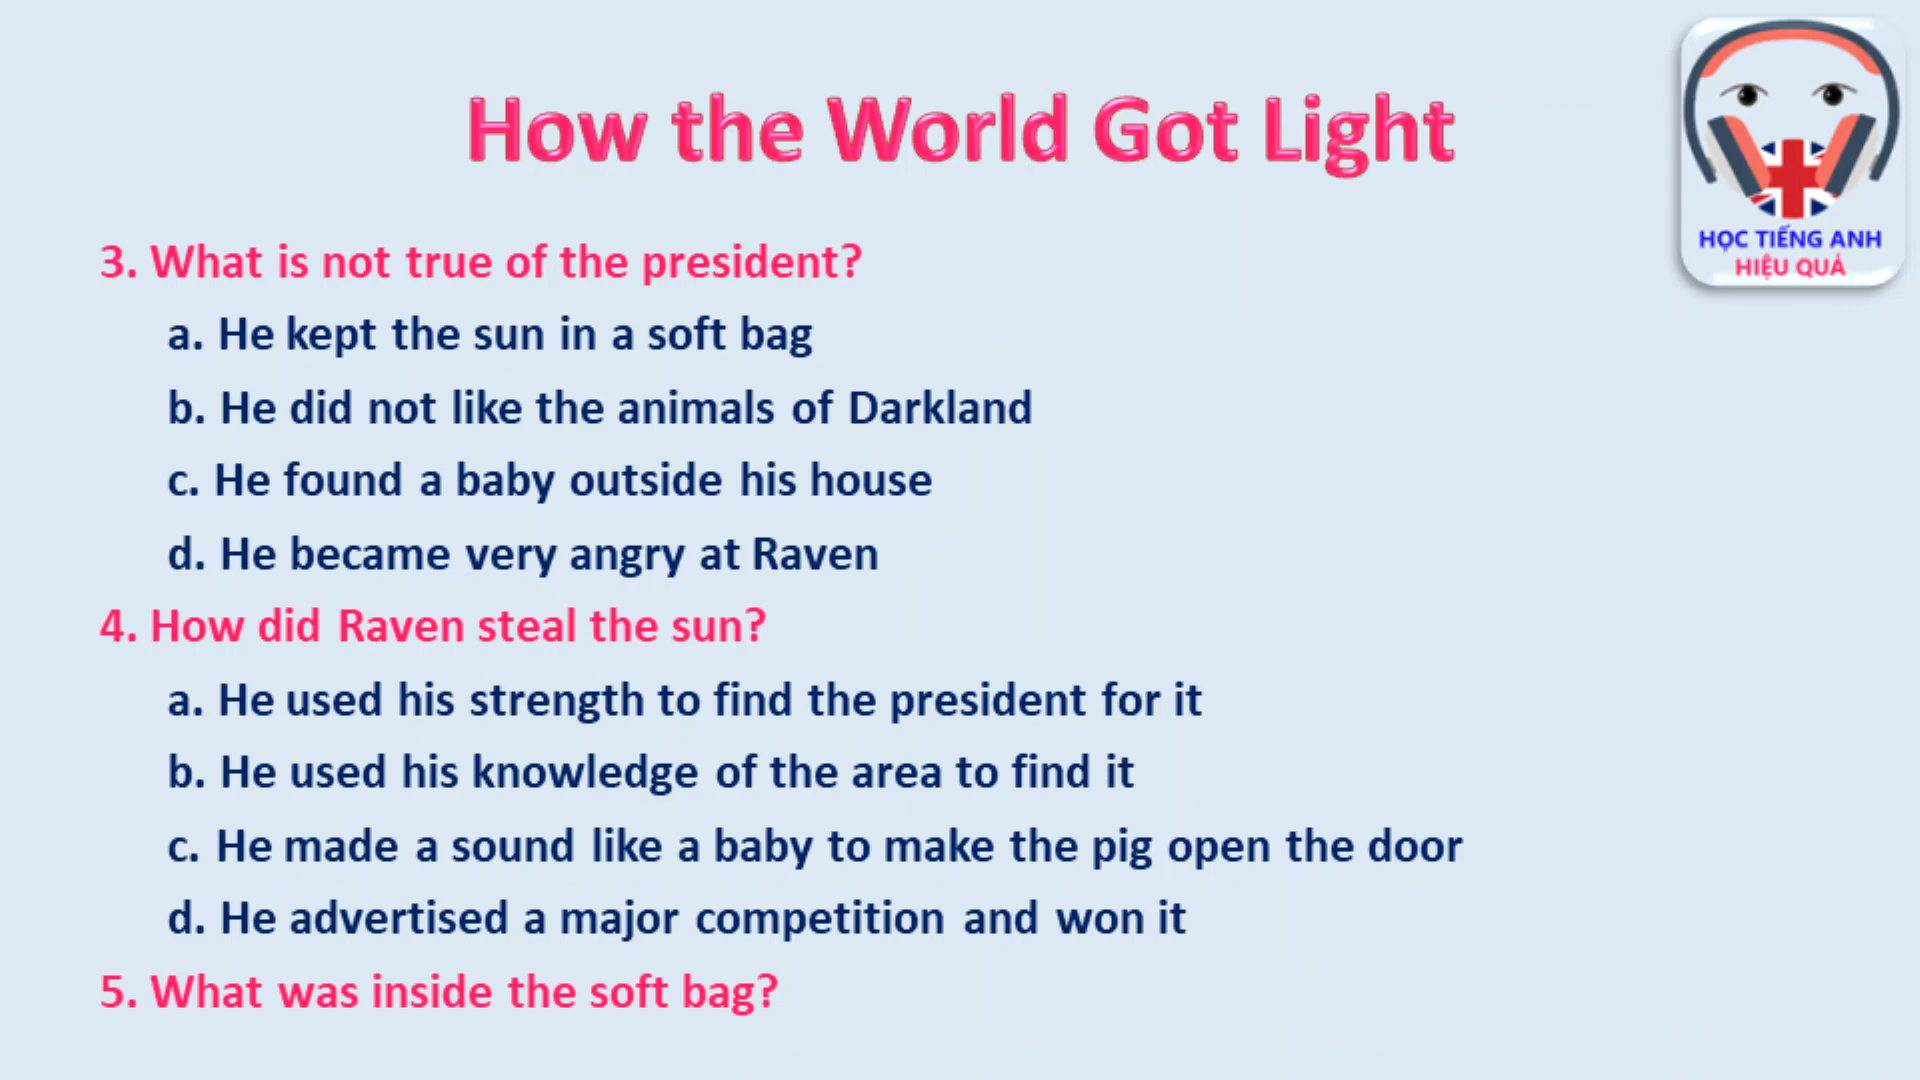 How the World Got Light
HỌC TIẾNG ANH
HIỆU QUẢ
3. What is not true of the president?
a. He kept the sun in a soft bag
b. He did not like the animals of Darkland
c. He found a baby outside his house
d. He became very angry at Raven
4. How did Raven steal the sun?
a. He used his strength to find the president for it
b. He used his knowledge of the area to find it
c. He made a sound like a baby to make the pig open the door
d. He advertised a major competition and won it
5. What was inside the soft bag?